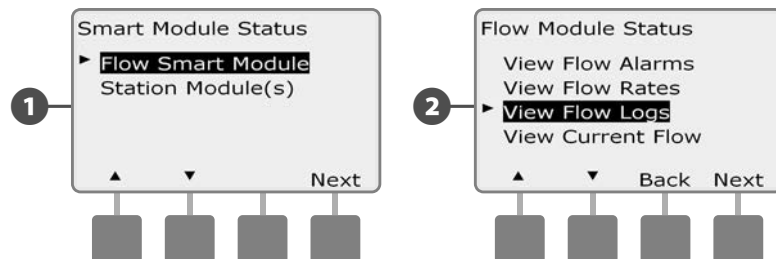 Smart Module Status
► Flow Smart Module
Station Module(s)
▲ ▼ Next
1
Flow Module Status
View Flow Alarms
View Flow Rates
► View Flow Logs
View Current Flow
▲ ▼ Back Next
2